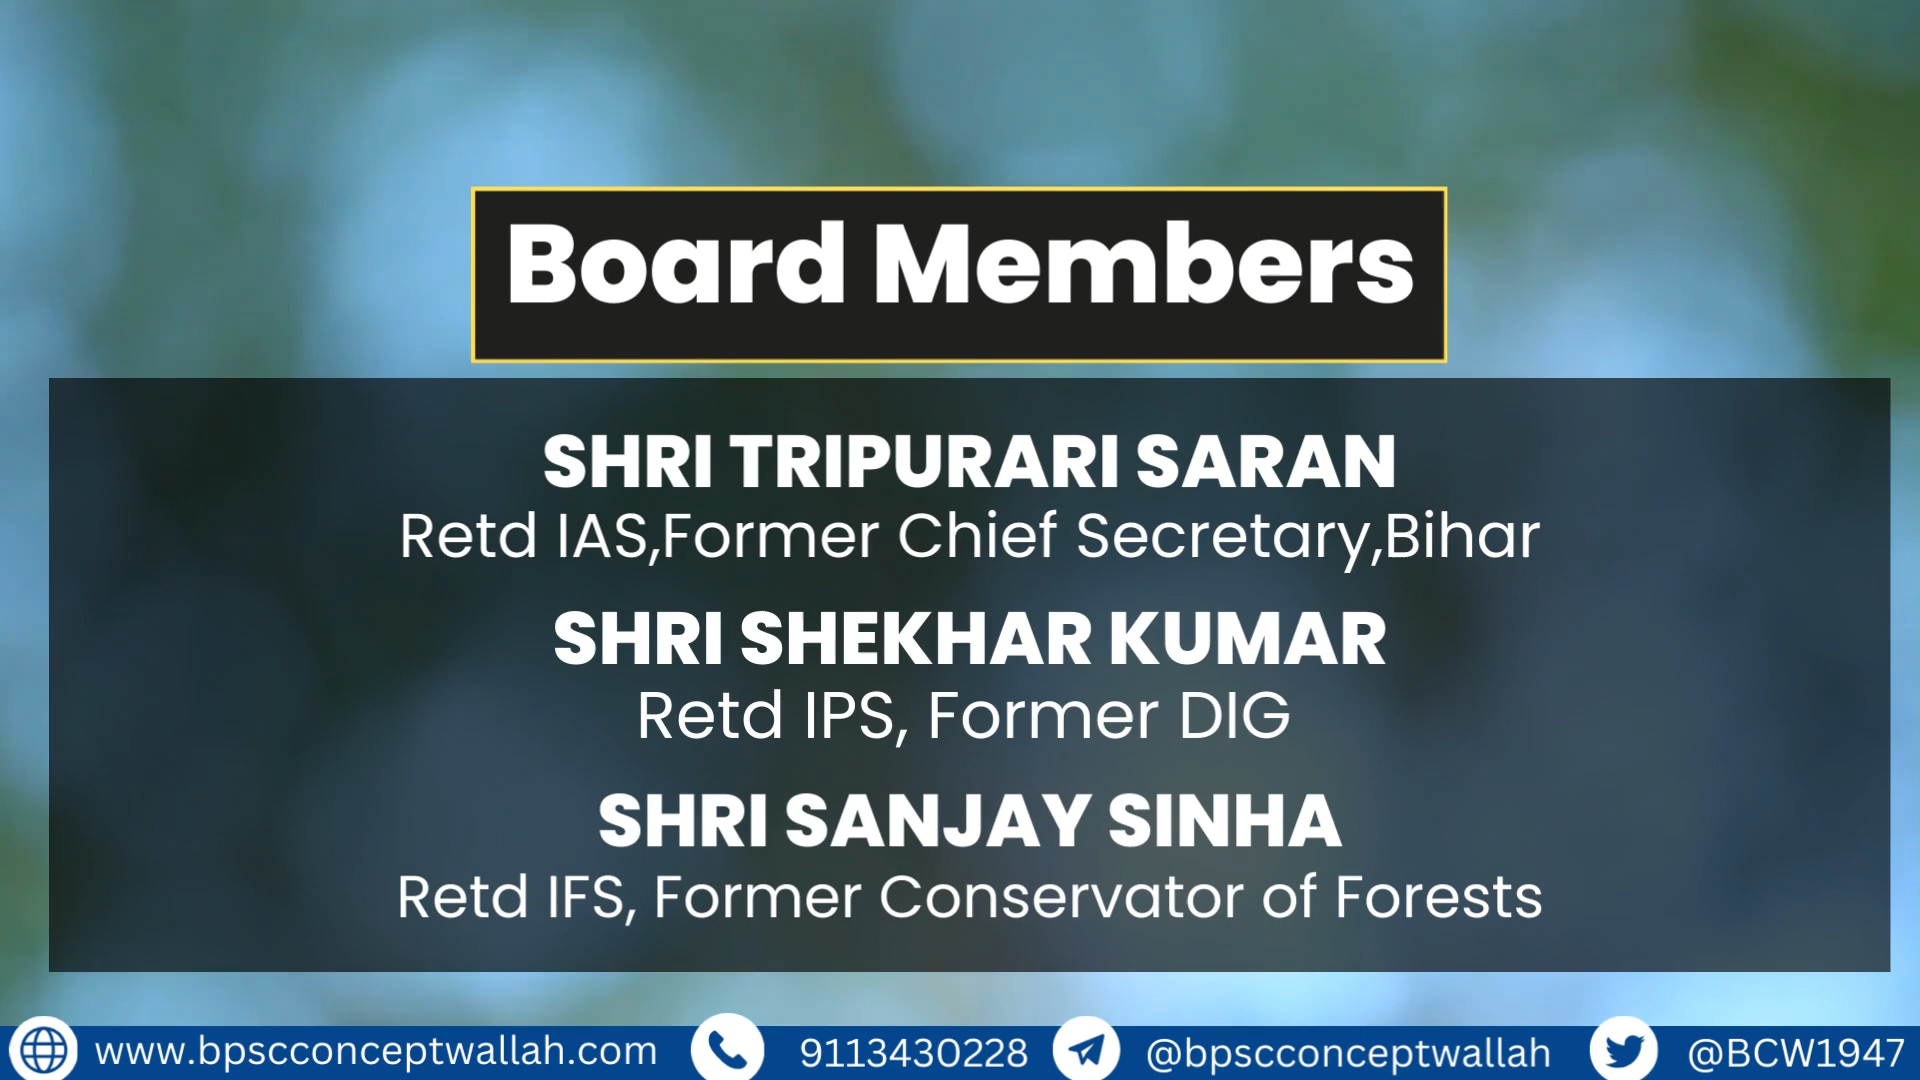 Board Members
SHRI TRIPURARI SARAN
Retd IAS,Former Chief Secretary,Bihar
SHRI SHEKHAR KUMAR
Retd IPS, Former DIG
SHRI SANJAY SINHA
Retd IFS, Former Conservator of Forests
www.bpscconceptwallah.com 9113430228 @bpscconceptwallah @BCW1947